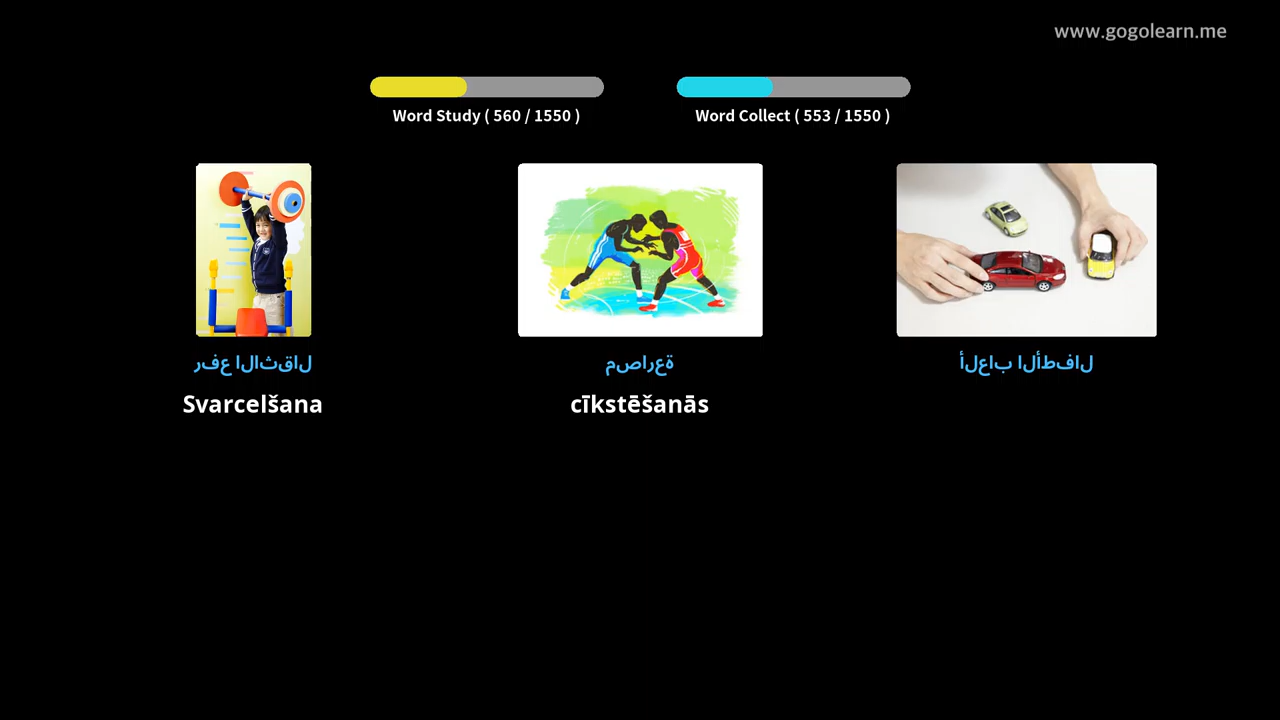 www.gogolearn.me
Word Study ( 560 / 1550 )
Word Collect ( 553 / 1550 )
رفع الاثقال
مصارعة
ألعاب الأطفال
Svarcelšana
cīkstēšanās